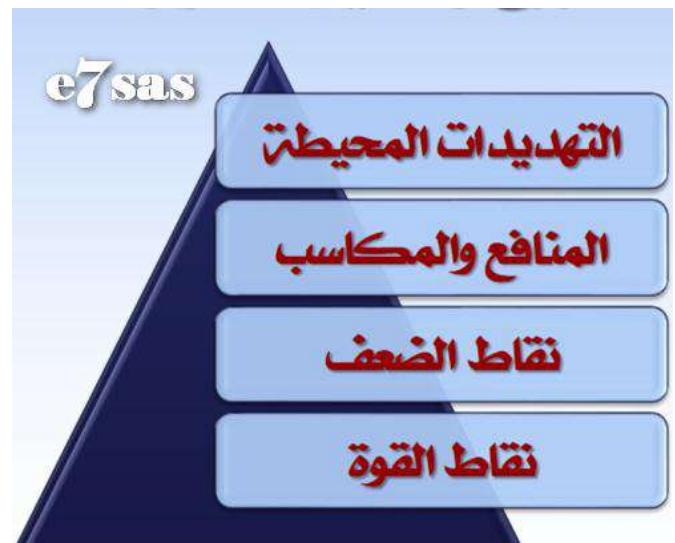 e7sas
التهديدات المحيطة
المنافع والمكاسب
نقاط الضعف
نقاط القوة